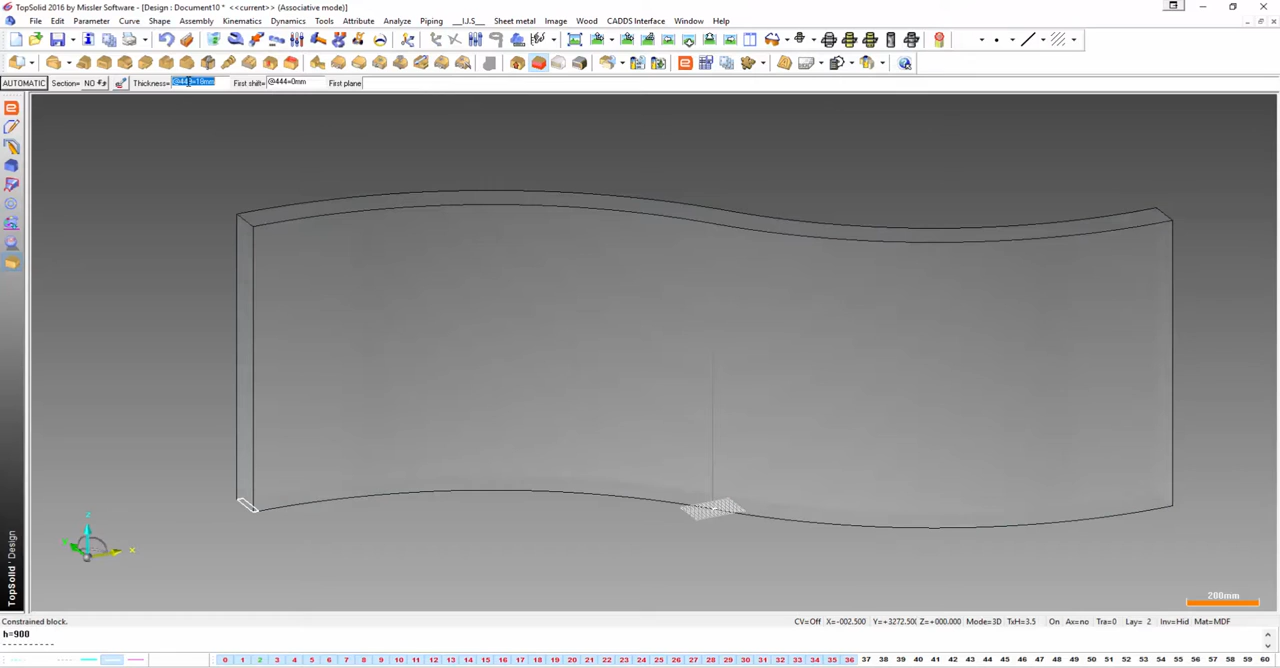 TopSolid 2016 by Missler Software - [Design : Document10 * <<current>> (Associative mode)]
File Edit Parameter Curve Shape Assembly Kinematics Dynamics Tools Attribute Analyze Piping __I.J.S__ Sheet metal Image Wood CADDS Interface Window Help
AUTOMATIC Section= NO Thickness= @443=18mm First shift= @444=0mm First plane
TopSolid 'Design
z
x
200mm
Constrained block. CV=Off X=-002.500 Y=+3272.50 Z=+000.000 Mode=3D TxH=3.5 On Ax=no Tra=0 Lay= 2 Inv=Hid Mat=MDF
h=900
----------
0 1 2 3 4 5 6 7 8 9 10 11 12 13 14 15 16 17 18 19 20 21 22 23 24 25 26 27 28 29 30 31 32 33 34 35 36 37 38 39 40 41 42 43 44 45 46 47 48 49 50 51 52 53 54 55 56 57 58 59 60